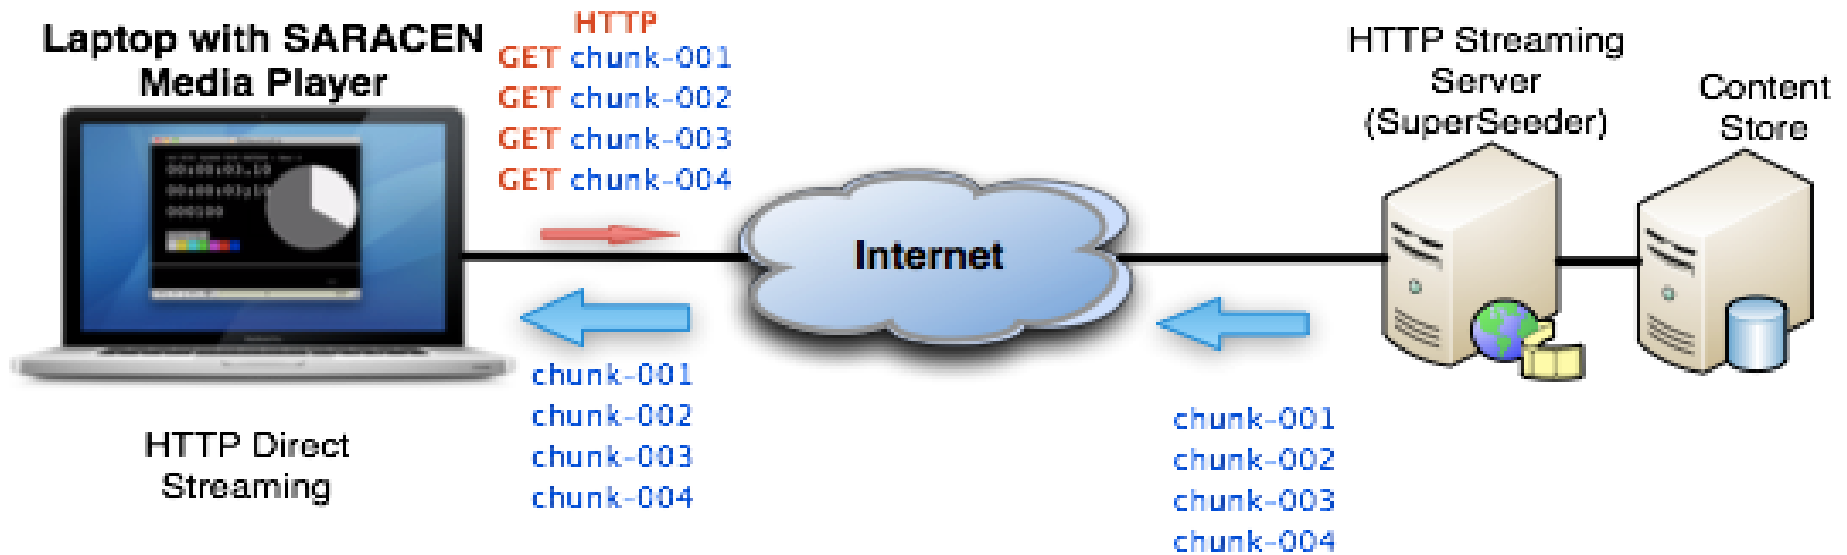 Laptop with SARACEN
Media Player
HTTP
GET chunk-001
GET chunk-002
GET chunk-003
GET chunk-004
HTTP Streaming
Server
(SuperSeeder)
Content
Store
Internet
chunk-001
chunk-002
chunk-003
chunk-004
HTTP Direct
Streaming
chunk-001
chunk-002
chunk-003
chunk-004